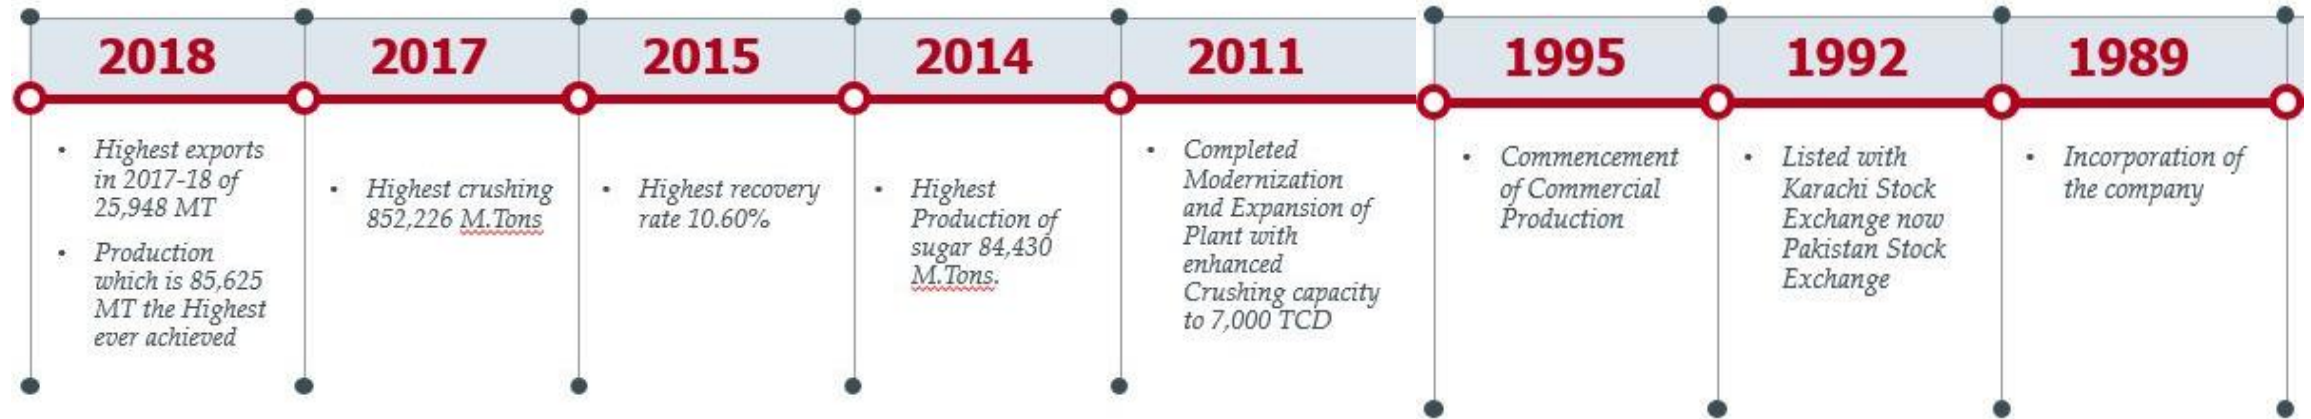 2018
• Highest exports
in 2017-18 of
25,948 MT
• Production
which is 85,625
MT the Highest
ever achieved
2017
• Highest crushing
852,226 M.Tons
2015
• Highest recovery
rate 10.60%
2014
• Highest
Production of
sugar 84,430
M.Tons.
2011
• Completed
Modernization
and Expansion of
Plant with
enhanced
Crushing capacity
to 7,000 TCD
1995
• Commencement
of Commercial
Production
1992
• Listed with
Karachi Stock
Exchange now
Pakistan Stock
Exchange
1989
• Incorporation of
the company